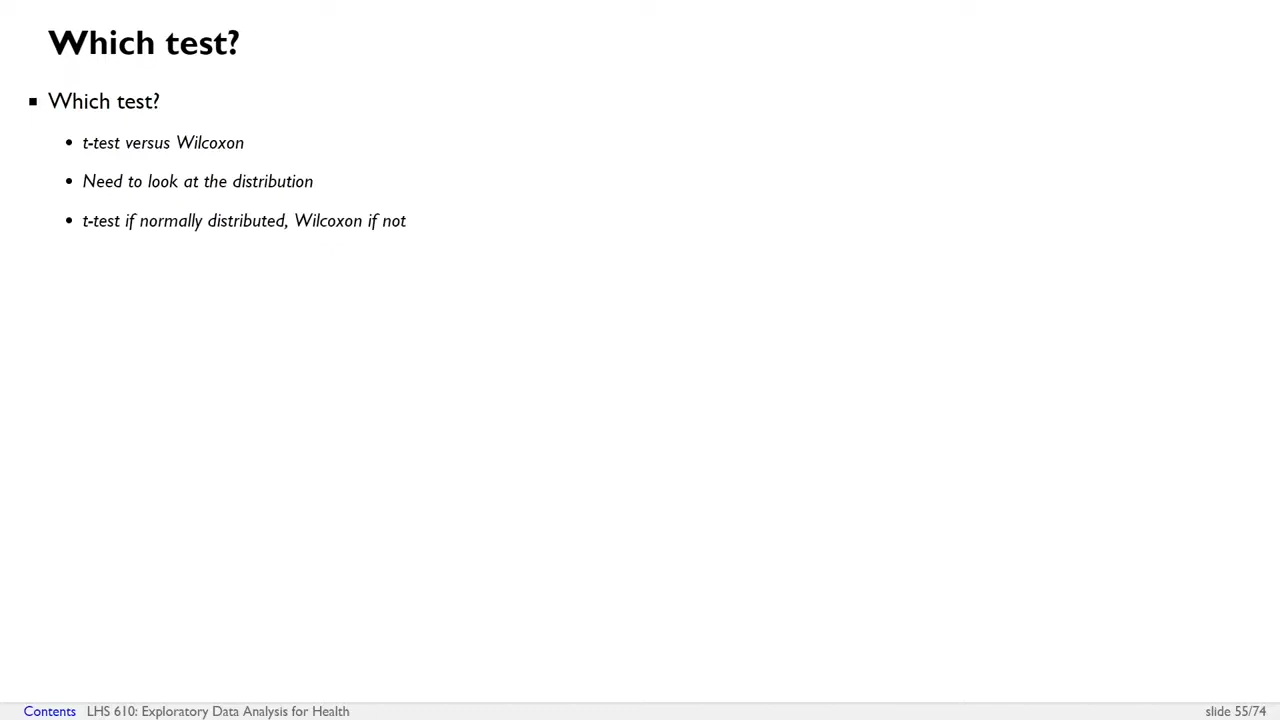 Which test?
Which test?
t-test versus Wilcoxon
Need to look at the distribution
t-test if normally distributed, Wilcoxon if not
Contents LHS 610: Exploratory Data Analysis for Health slide 55/74